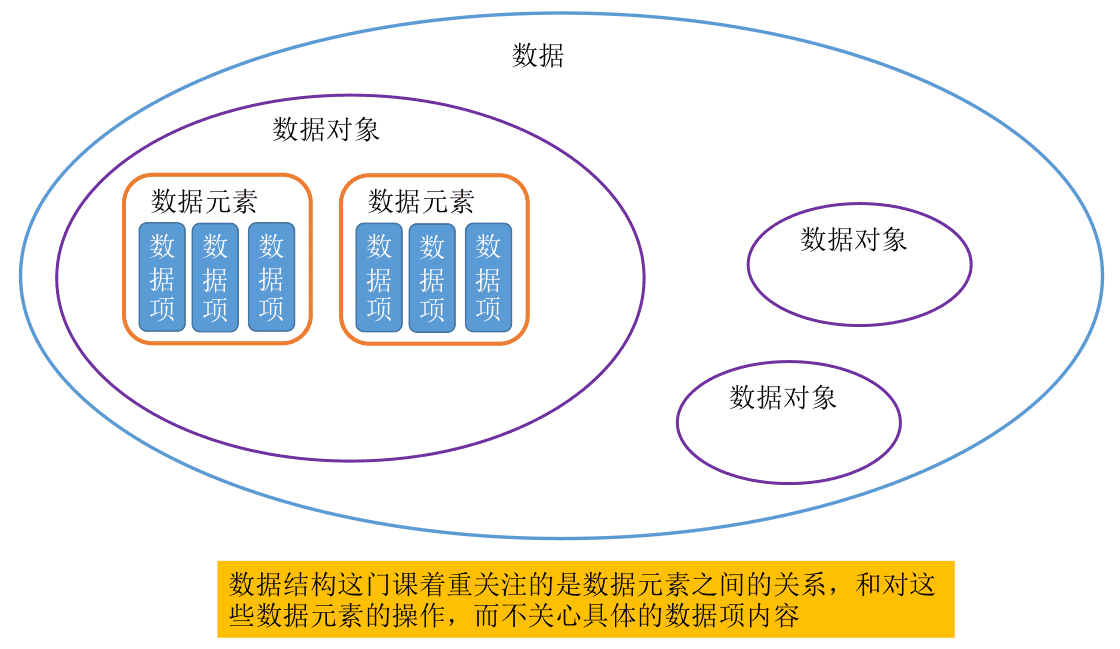 数据
数据对象
数据元素
数据项
数据项
数据项
数据元素
数据项
数据项
数据项
数据对象
数据对象
数据结构这门课着重关注的是数据元素之间的关系，和对这
些数据元素的操作，而不关心具体的数据项内容